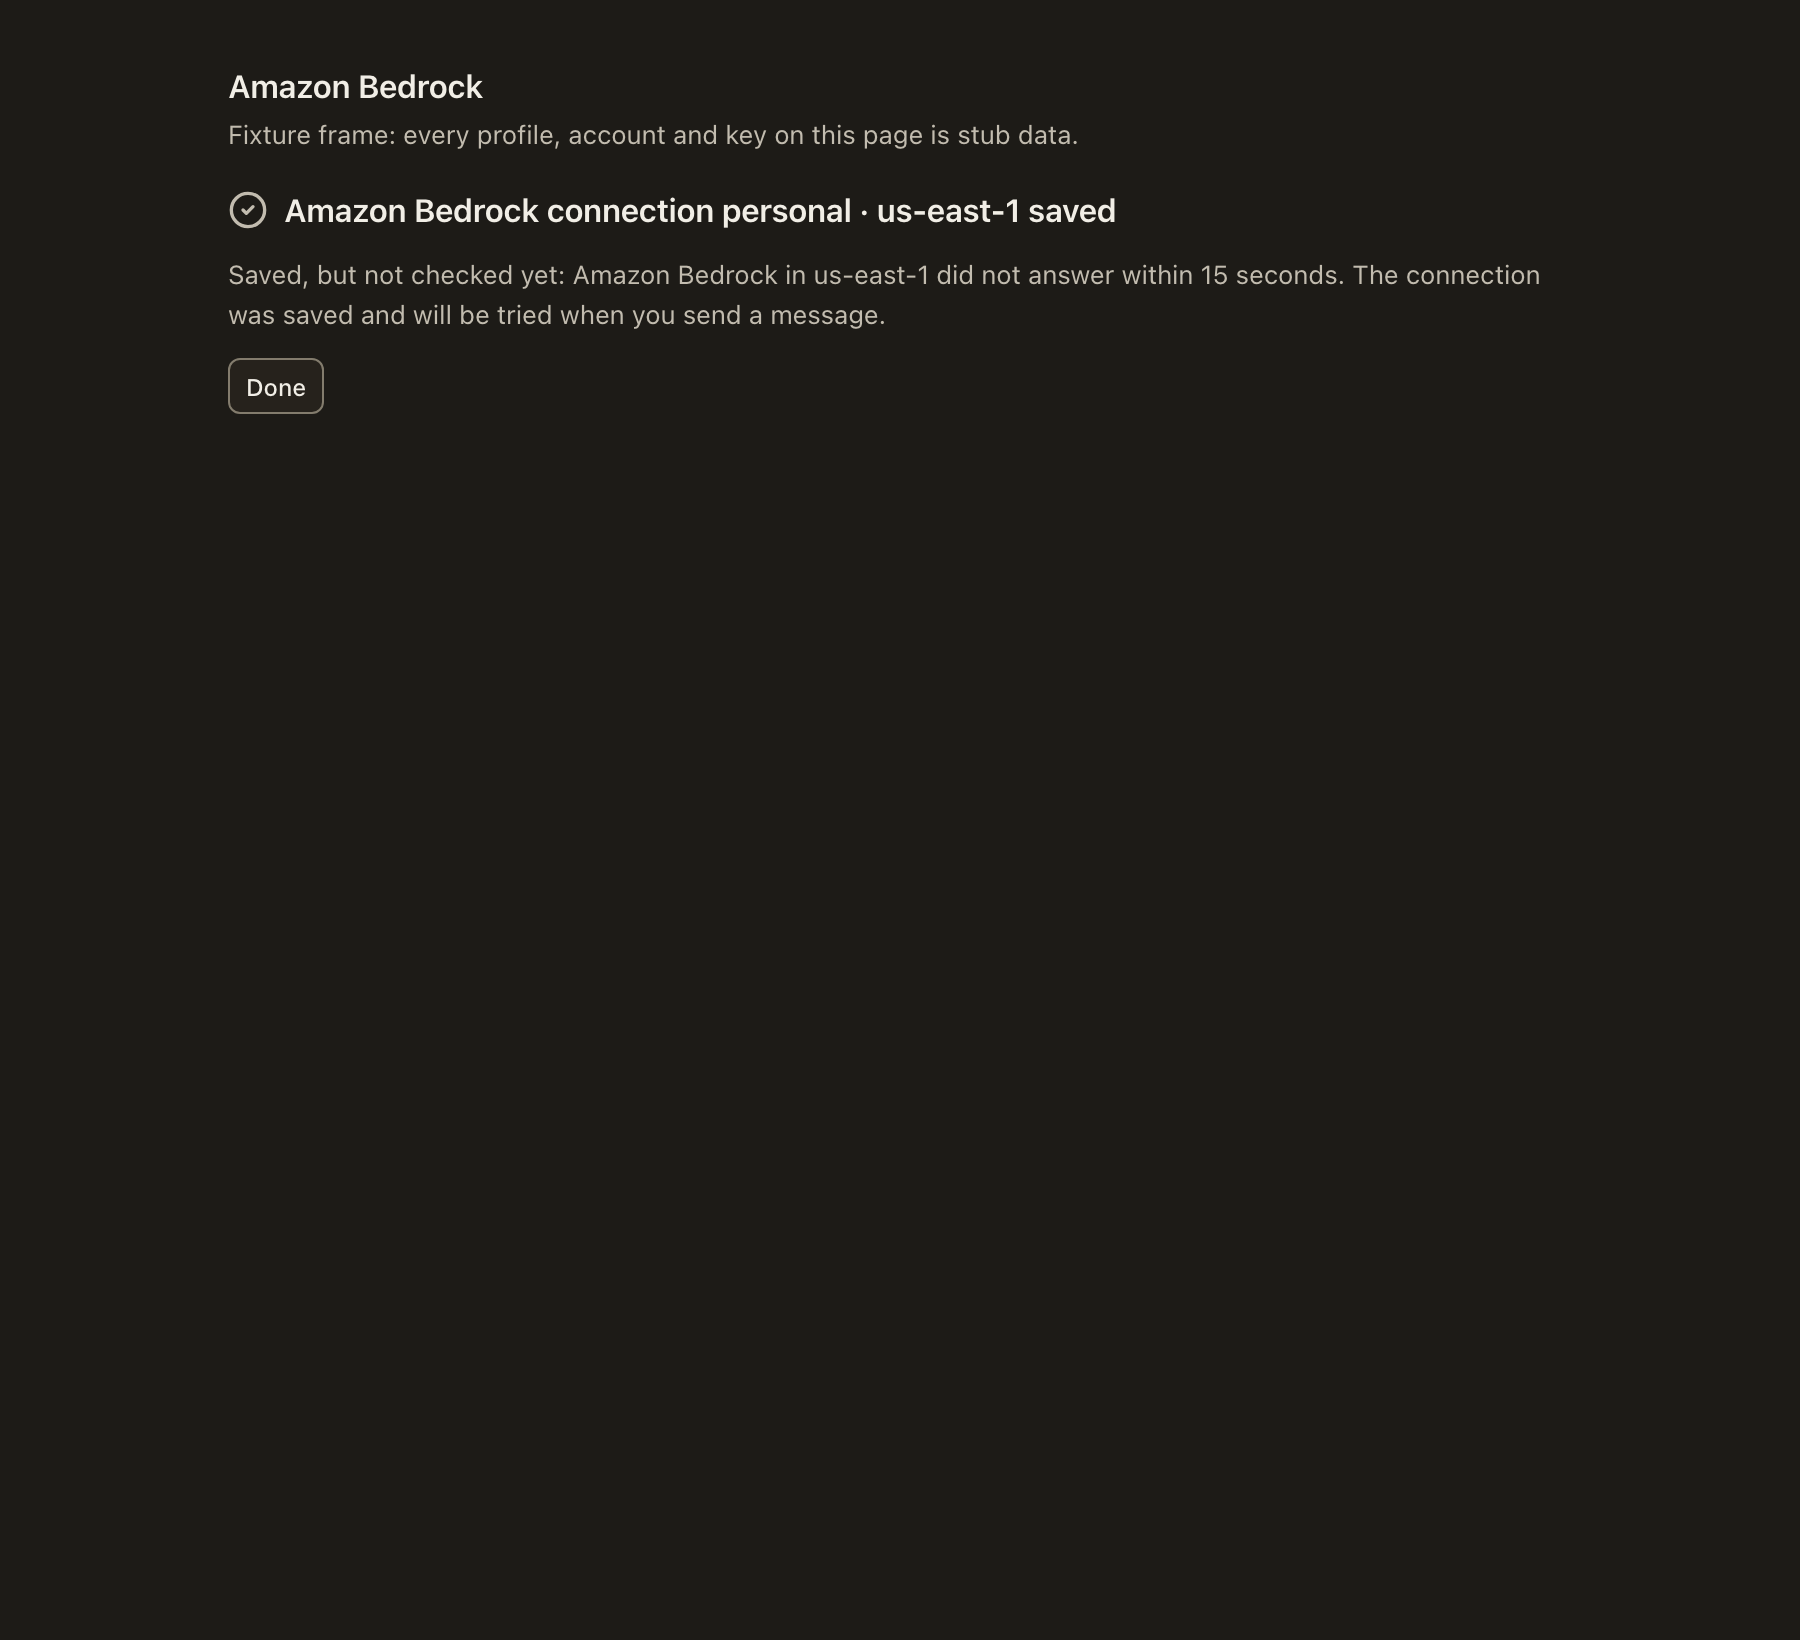 Amazon Bedrock
Fixture frame: every profile, account and key on this page is stub data.
Amazon Bedrock connection personal · us-east-1 saved
Saved, but not checked yet: Amazon Bedrock in us-east-1 did not answer within 15 seconds. The connection
was saved and will be tried when you send a message.
Done